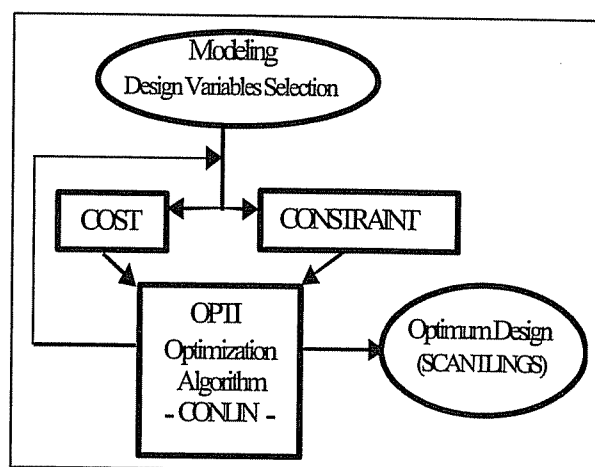 Modeling
Design Variables Selection
COST
CONSTRAINT
OPTI
Optimization
Algorithm
- CONLIN -
Optimum Design
(SCANTLINGS)